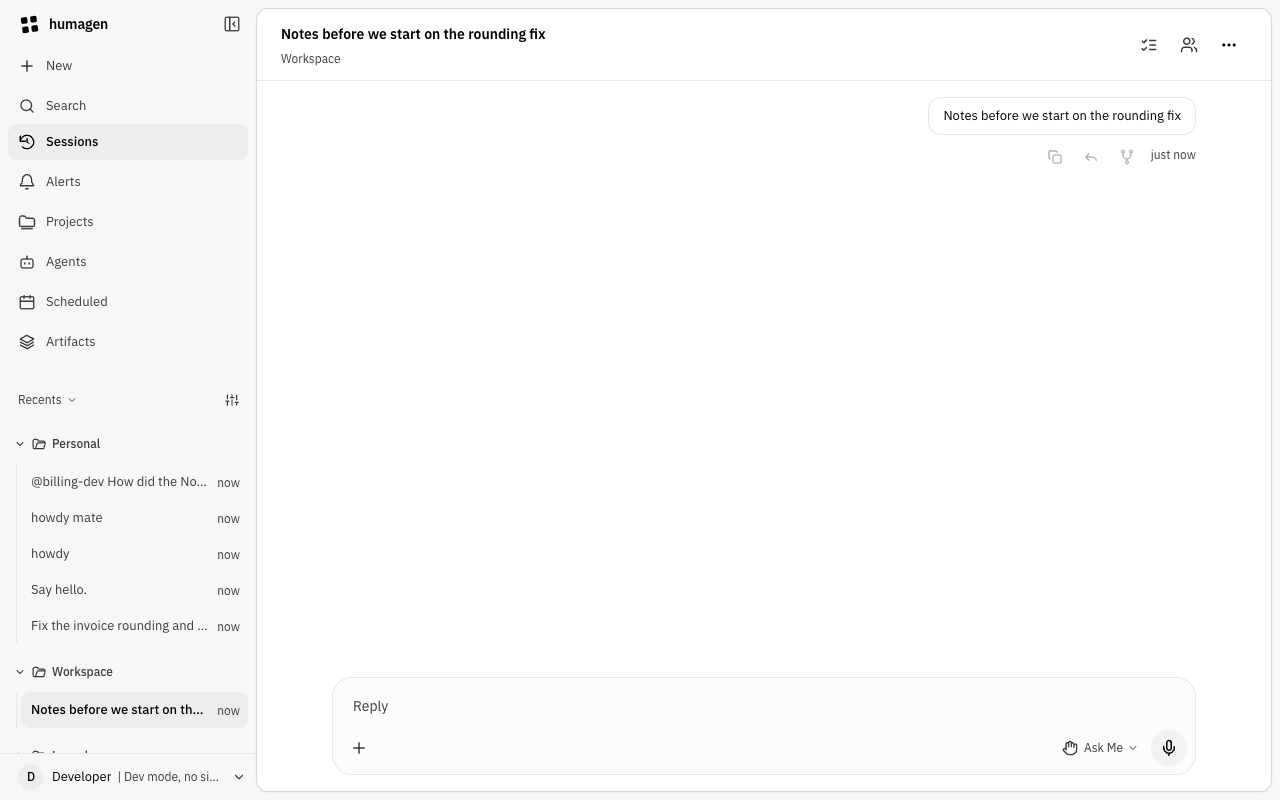 humagen
New
Search
Sessions
Alerts
Projects
Agents
Scheduled
Artifacts
Recents
Personal
@billing-dev How did the No... now
howdy mate now
howdy now
Say hello. now
Fix the invoice rounding and ... now
Workspace
Notes before we start on th... now
D Developer | Dev mode, no si...
Notes before we start on the rounding fix
Workspace
Notes before we start on the rounding fix
just now
Reply
Ask Me